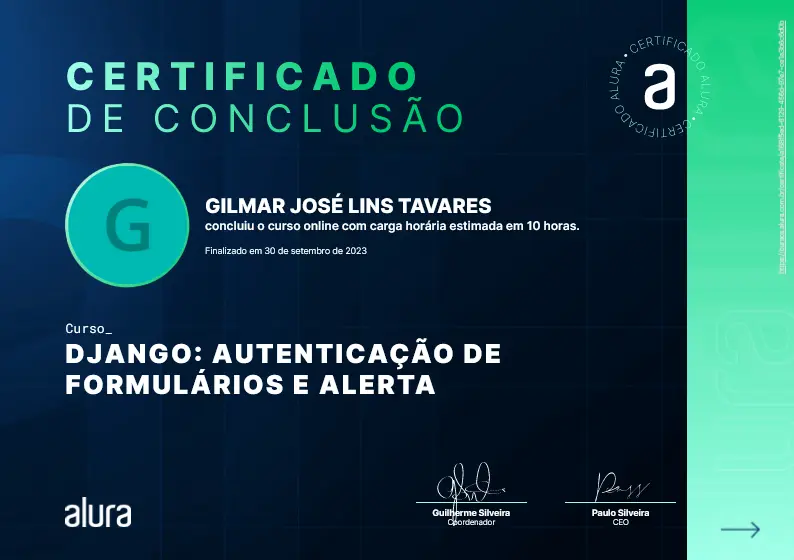 CERTIFICADO
DE CONCLUSÃO
CERTIFICADO ALURA • CERTIFICADO ALURA •
a
G
GILMAR JOSÉ LINS TAVARES
concluiu o curso online com carga horária estimada em 10 horas.
Finalizado em 30 de setembro de 2023
Curso_
DJANGO: AUTENTICAÇÃO DE
FORMULÁRIOS E ALERTA
Guilherme Silveira
Coordenador
Paulo Silveira
CEO
alura